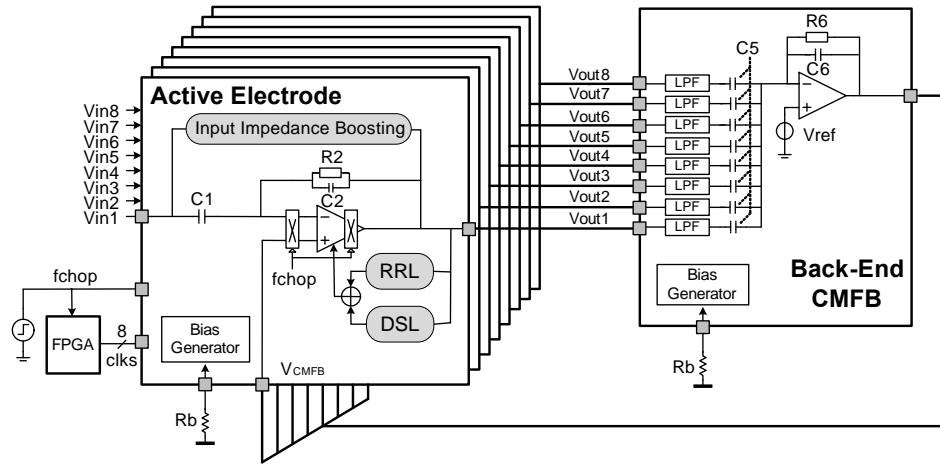 Active Electrode
Vin8
Vin7
Vin6
Vin5
Vin4
Vin3
Vin2
Vin1
Input Impedance Boosting
R2
C1
C2
fchop
RRL
DSL
fchop
FPGA
8
clks
Bias
Generator
VCMFB
Rb
Vout8
Vout7
Vout6
Vout5
Vout4
Vout3
Vout2
Vout1
LPF
LPF
LPF
LPF
LPF
LPF
LPF
LPF
C5
R6
C6
Vref
Back-End
CMFB
Bias
Generator
Rb